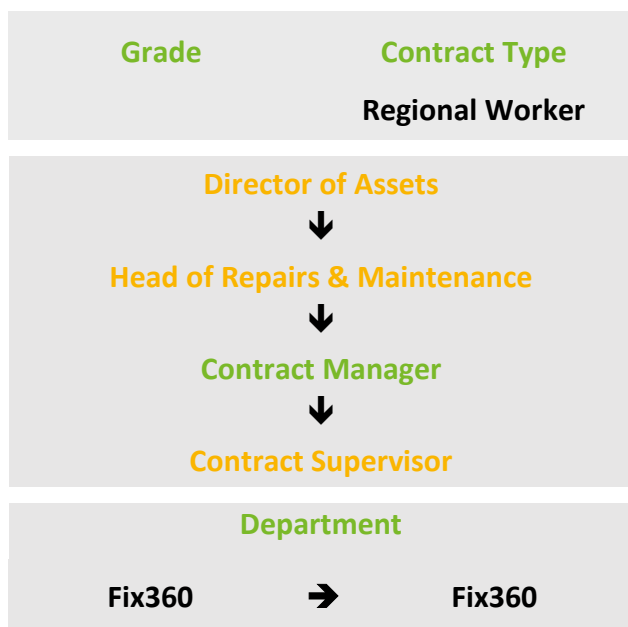 Grade Contract Type
Regional Worker
Director of Assets
↓
Head of Repairs & Maintenance
↓
Contract Manager
↓
Contract Supervisor
Department
Fix360 → Fix360